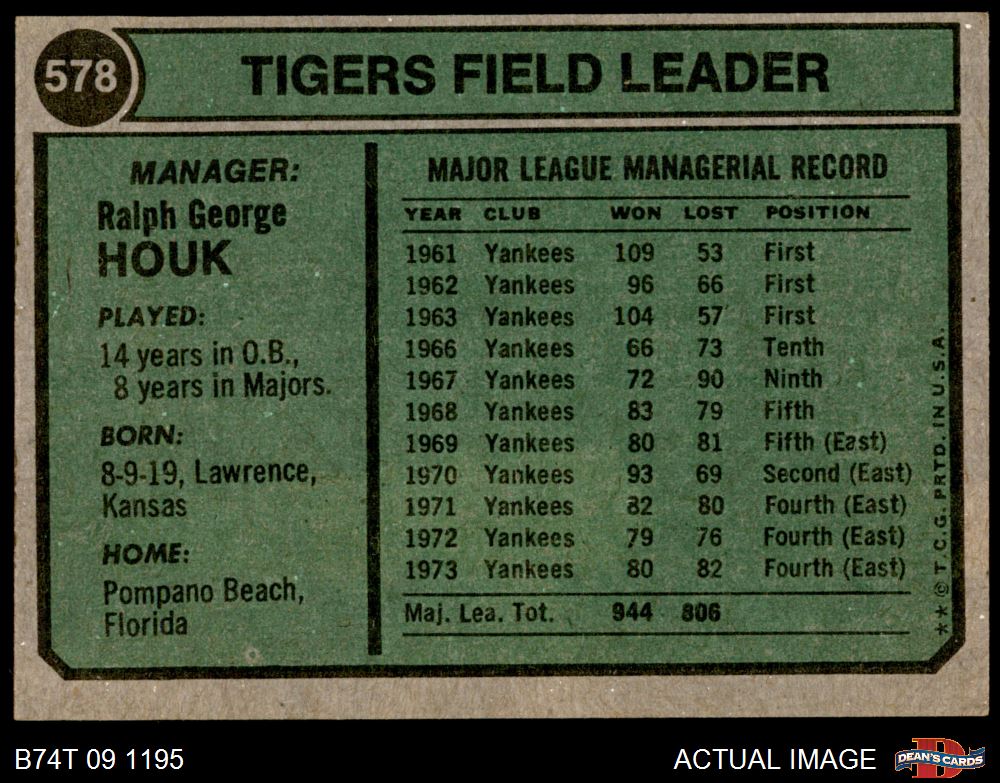 578
TIGERS FIELD LEADER
MANAGER:
Ralph George
HOUK
PLAYED:
14 years in O.B.,
8 years in Majors.
BORN:
8-9-19, Lawrence,
Kansas
HOME:
Pompano Beach,
Florida
MAJOR LEAGUE MANAGERIAL RECORD
YEAR CLUB WON LOST POSITION
1961 Yankees 109 53 First
1962 Yankees 96 66 First
1963 Yankees 104 57 First
1966 Yankees 66 73 Tenth
1967 Yankees 72 90 Ninth
1968 Yankees 83 79 Fifth
1969 Yankees 80 81 Fifth (East)
1970 Yankees 93 69 Second (East)
1971 Yankees 82 80 Fourth (East)
1972 Yankees 79 76 Fourth (East)
1973 Yankees 80 82 Fourth (East)
Maj. Lea. Tot. 944 806
** © T.C.G. PRTD. IN U.S.A.
B74T 09 1195
ACTUAL IMAGE
DEAN'S CARDS